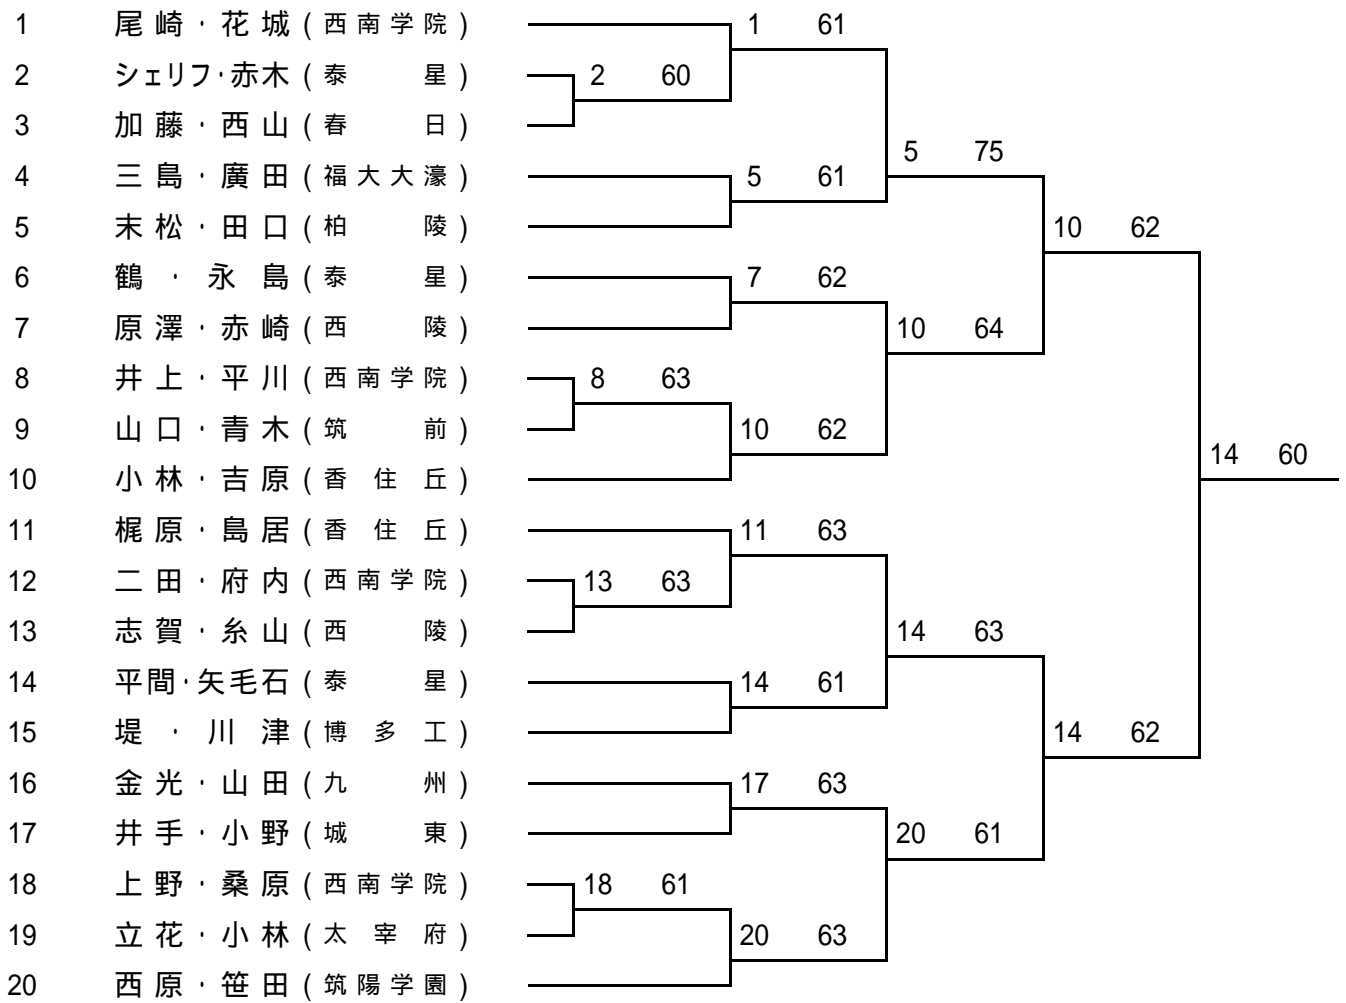 1 尾崎・花城(西南学院) 1 61
2 シェリフ・赤木(泰星) 2 60
3 加藤・西山(春日)
5 75
4 三島・廣田(福大大濠) 5 61
5 末松・田口(柏陵) 10 62
6 鶴・永島(泰星) 7 62
7 原澤・赤崎(西陵) 10 64
8 井上・平川(西南学院) 8 63
9 山口・青木(筑前) 10 62
14 60
10 小林・吉原(香住丘)
11 梶原・島居(香住丘) 11 63
12 二田・府内(西南学院) 13 63
13 志賀・糸山(西陵) 14 63
14 平間・矢毛石(泰星) 14 61
15 堤・川津(博多工) 14 62
16 金光・山田(九州) 17 63
17 井手・小野(城東) 20 61
18 上野・桑原(西南学院) 18 61
19 立花・小林(太宰府) 20 63
20 西原・笹田(筑陽学園)